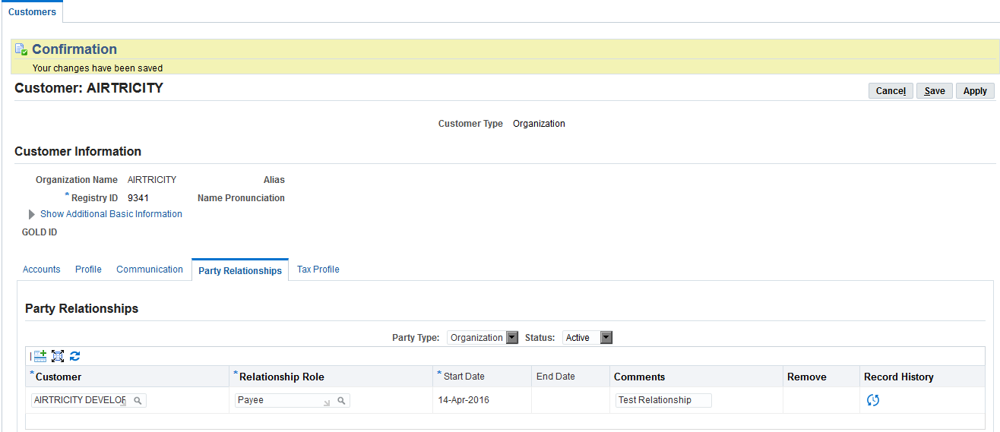 Customers
Confirmation
Your changes have been saved
Customer: AIRTRICITY
Cancel Save Apply
Customer Type Organization
Customer Information
Organization Name AIRTRICITY Alias
* Registry ID 9341 Name Pronunciation
Show Additional Basic Information
GOLD ID
Accounts Profile Communication Party Relationships Tax Profile
Party Relationships
Party Type: Organization Status: Active
* Customer * Relationship Role * Start Date End Date Comments Remove Record History
AIRTRICITY DEVELOP Payee 14-Apr-2016 Test Relationship